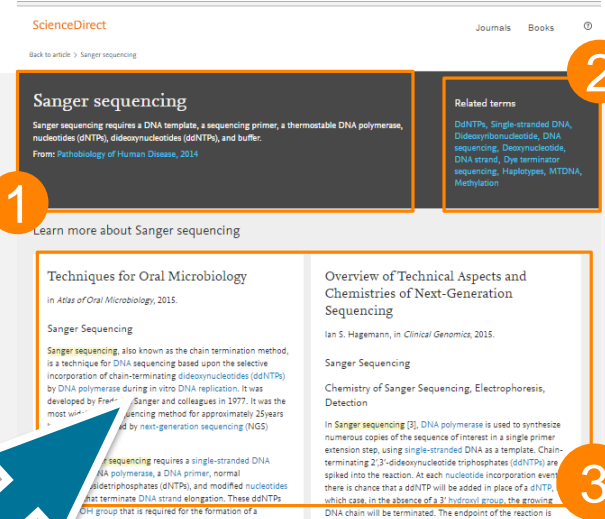 ScienceDirect
Journals Books ?
Back to article > Sanger sequencing
2
Sanger sequencing
Sanger sequencing requires a DNA template, a sequencing primer, a thermostable DNA polymerase,
nucleotides (dNTPs), dideoxynucleotides (ddNTPs), and buffer.
From: Pathobiology of Human Disease, 2014
Related terms
DdNTPs, Single-stranded DNA,
Dideoxyribonucleotide, DNA
sequencing, Deoxynucleotide,
DNA strand, Dye terminator
sequencing, Haplotypes, MTDNA,
Methylation
1
Learn more about Sanger sequencing
Techniques for Oral Microbiology
in Atlas of Oral Microbiology, 2015.
Sanger Sequencing
Sanger sequencing, also known as the chain termination method,
is a technique for DNA sequencing based upon the selective
incorporation of chain-terminating dideoxynucleotides (ddNTPs)
by DNA polymerase during in vitro DNA replication. It was
developed by Sanger and colleagues in 1977. It was the
most sequencing method for approximately 25years
by next-generation sequencing (NGS)
sequencing requires a single-stranded DNA
DNA polymerase, a DNA primer, normal
(dNTPs), and modified nucleotides
that terminate DNA strand elongation. These ddNTPs
OH group that is required for the formation of a
Overview of Technical Aspects and
Chemistries of Next-Generation
Sequencing
Ian S. Hagemann, in Clinical Genomics, 2015.
Sanger Sequencing
Chemistry of Sanger Sequencing, Electrophoresis,
Detection
In Sanger sequencing [3], DNA polymerase is used to synthesize
numerous copies of the sequence of interest in a single primer
extension step, using single-stranded DNA as a template. Chain-
terminating 2',3'-dideoxynucleotide triphosphates (ddNTPs) are
spiked into the reaction. At each nucleotide incorporation event
there is chance that a ddNTP will be added in place of a dNTP,
which case, in the absence of a 3' hydroxyl group, the growing
DNA chain will be terminated. The endpoint of the reaction is
3